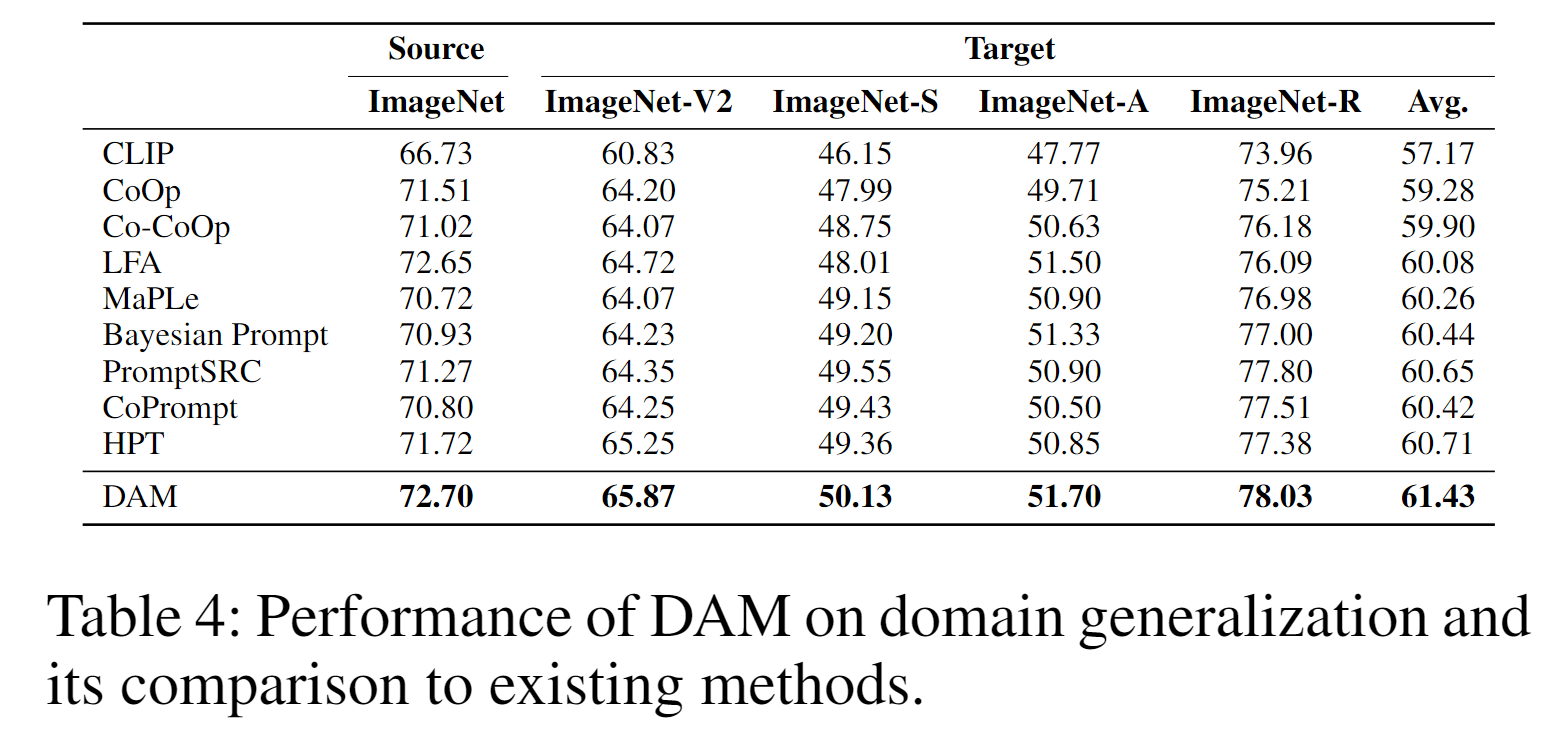 Source Target
ImageNet ImageNet-V2 ImageNet-S ImageNet-A ImageNet-R Avg.
CLIP 66.73 60.83 46.15 47.77 73.96 57.17
CoOp 71.51 64.20 47.99 49.71 75.21 59.28
Co-CoOp 71.02 64.07 48.75 50.63 76.18 59.90
LFA 72.65 64.72 48.01 51.50 76.09 60.08
MaPLe 70.72 64.07 49.15 50.90 76.98 60.26
Bayesian Prompt 70.93 64.23 49.20 51.33 77.00 60.44
PromptSRC 71.27 64.35 49.55 50.90 77.80 60.65
CoPrompt 70.80 64.25 49.43 50.50 77.51 60.42
HPT 71.72 65.25 49.36 50.85 77.38 60.71
DAM 72.70 65.87 50.13 51.70 78.03 61.43
Table 4: Performance of DAM on domain generalization and
its comparison to existing methods.